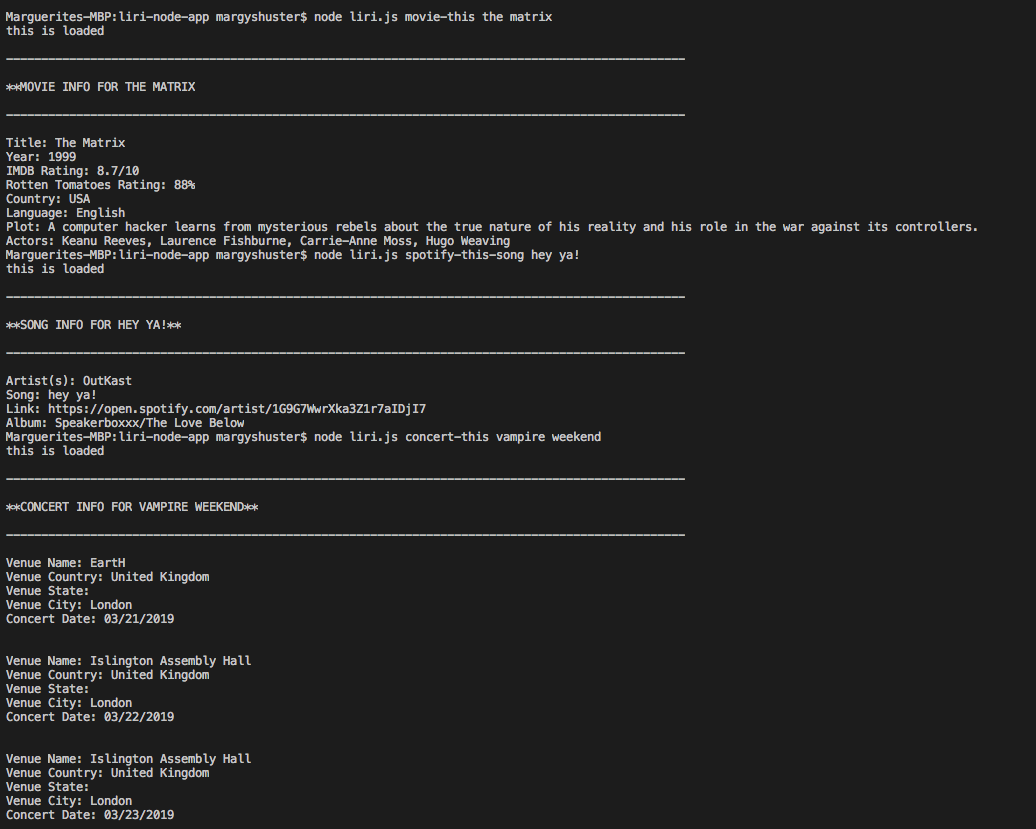 Marguerites-MBP:liri-node-app margyshuster$ node liri.js movie-this the matrix
this is loaded
_________________________________________________________________________________________________
**MOVIE INFO FOR THE MATRIX
_________________________________________________________________________________________________
Title: The Matrix
Year: 1999
IMDB Rating: 8.7/10
Rotten Tomatoes Rating: 88%
Country: USA
Language: English
Plot: A computer hacker learns from mysterious rebels about the true nature of his reality and his role in the war against its controllers.
Actors: Keanu Reeves, Laurence Fishburne, Carrie-Anne Moss, Hugo Weaving
Marguerites-MBP:liri-node-app margyshuster$ node liri.js spotify-this-song hey ya!
this is loaded
_________________________________________________________________________________________________
**SONG INFO FOR HEY YA!**
_________________________________________________________________________________________________
Artist(s): OutKast
Song: hey ya!
Link: https://open.spotify.com/artist/1G9G7WwrXka3Z1r7aIDjI7
Album: Speakerboxxx/The Love Below
Marguerites-MBP:liri-node-app margyshuster$ node liri.js concert-this vampire weekend
this is loaded
_________________________________________________________________________________________________
**CONCERT INFO FOR VAMPIRE WEEKEND**
_________________________________________________________________________________________________
Venue Name: EartH
Venue Country: United Kingdom
Venue State:
Venue City: London
Concert Date: 03/21/2019
Venue Name: Islington Assembly Hall
Venue Country: United Kingdom
Venue State:
Venue City: London
Concert Date: 03/22/2019
Venue Name: Islington Assembly Hall
Venue Country: United Kingdom
Venue State:
Venue City: London
Concert Date: 03/23/2019